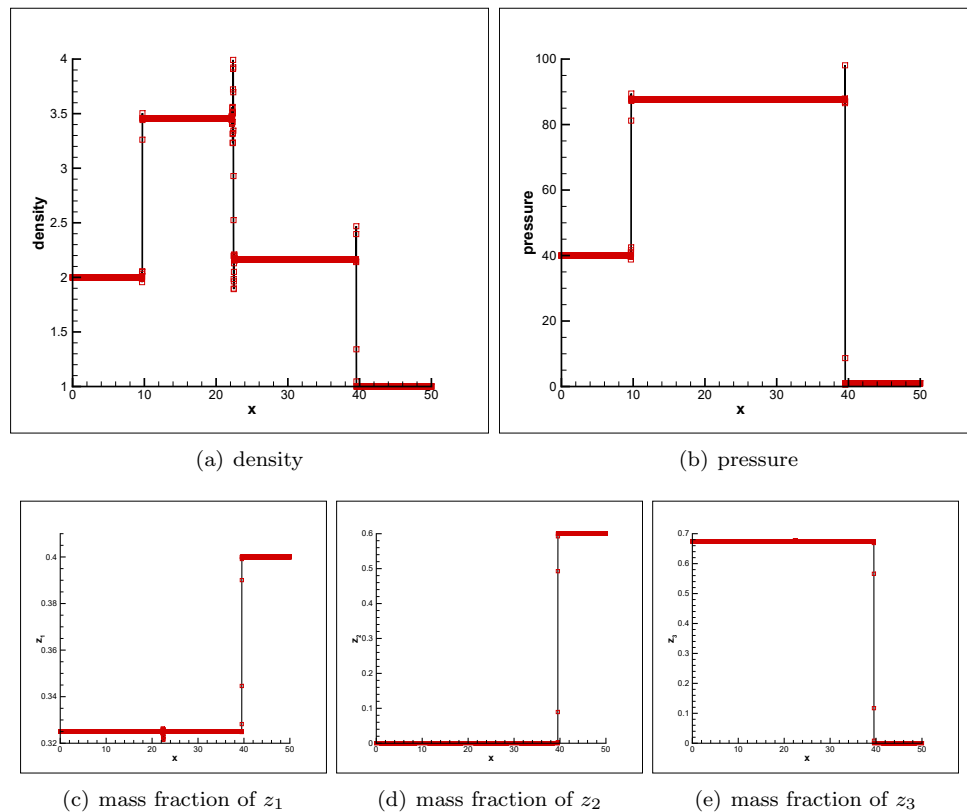 density
4
3.5
3
2.5
2
1.5
1
0 10 20 30 40 50
x
(a) density
pressure
100
80
60
40
20
0
0 10 20 30 40 50
x
(b) pressure
z₁
0.4
0.38
0.36
0.34
0.32
0 10 20 30 40 50
x
(c) mass fraction of z₁
z₂
0.6
0.5
0.4
0.3
0.2
0.1
0
0 10 20 30 40 50
x
(d) mass fraction of z₂
z₃
0.7
0.6
0.5
0.4
0.3
0.2
0.1
0
0 10 20 30 40 50
x
(e) mass fraction of z₃